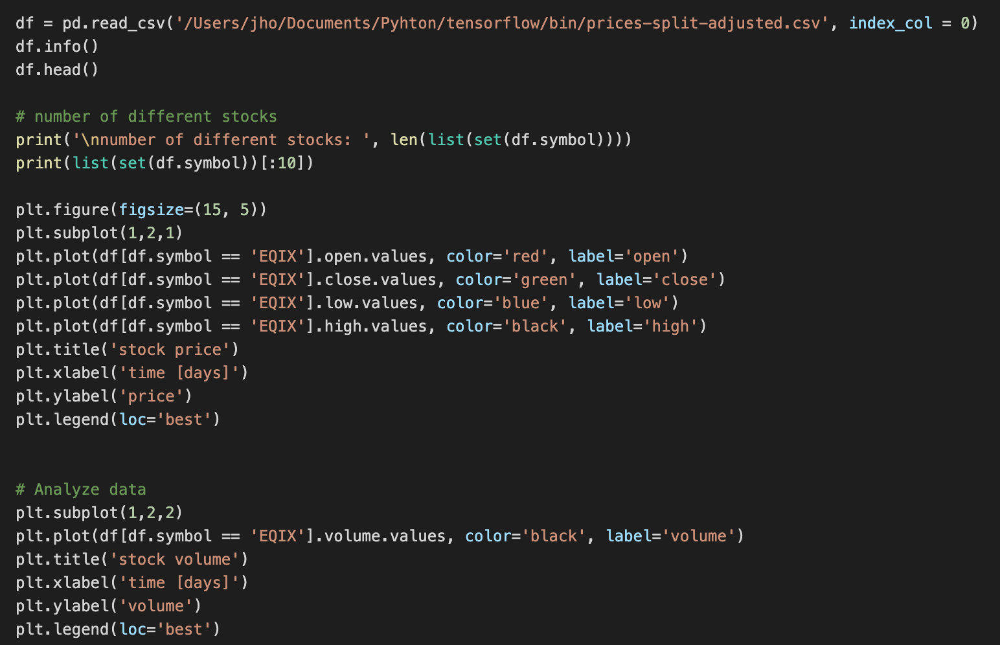 df = pd.read_csv('/Users/jho/Documents/Pyhton/tensorflow/bin/prices-split-adjusted.csv', index_col = 0)
df.info()
df.head()
# number of different stocks
print('\nnumber of different stocks: ', len(list(set(df.symbol))))
print(list(set(df.symbol))[:10])
plt.figure(figsize=(15, 5))
plt.subplot(1,2,1)
plt.plot(df[df.symbol == 'EQIX'].open.values, color='red', label='open')
plt.plot(df[df.symbol == 'EQIX'].close.values, color='green', label='close')
plt.plot(df[df.symbol == 'EQIX'].low.values, color='blue', label='low')
plt.plot(df[df.symbol == 'EQIX'].high.values, color='black', label='high')
plt.title('stock price')
plt.xlabel('time [days]')
plt.ylabel('price')
plt.legend(loc='best')
# Analyze data
plt.subplot(1,2,2)
plt.plot(df[df.symbol == 'EQIX'].volume.values, color='black', label='volume')
plt.title('stock volume')
plt.xlabel('time [days]')
plt.ylabel('volume')
plt.legend(loc='best')